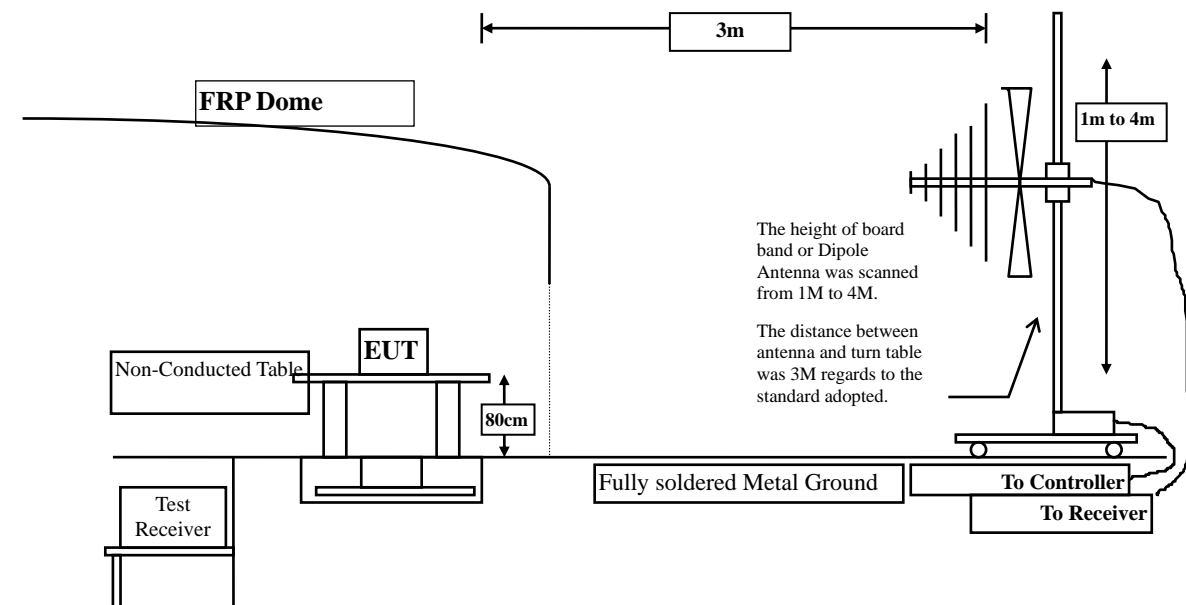 3m
FRP Dome
1m to 4m
The height of board
band or Dipole
Antenna was scanned
from 1M to 4M.
The distance between
antenna and turn table
was 3M regards to the
standard adopted.
EUT
Non-Conducted Table
80cm
Fully soldered Metal Ground
To Controller
To Receiver
Test
Receiver